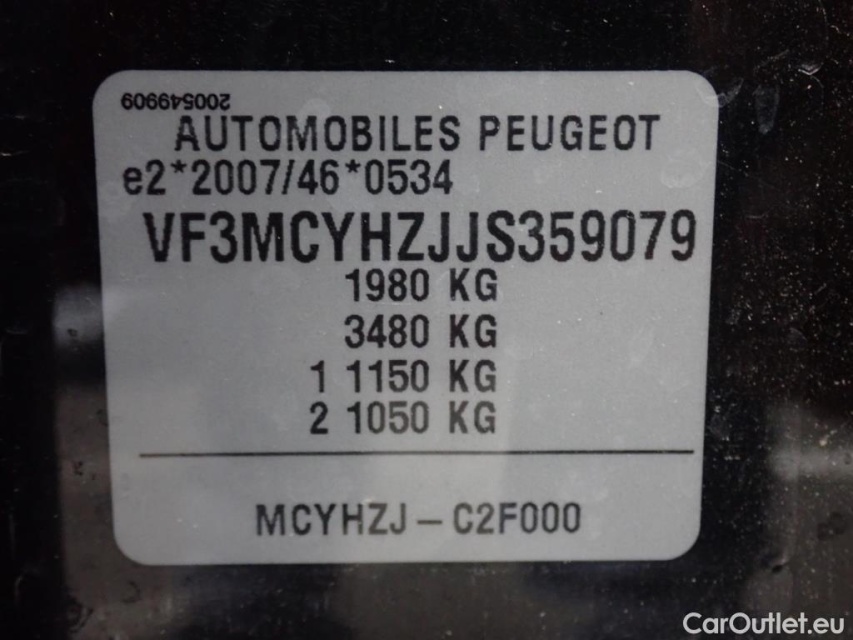 200549909
AUTOMOBILES PEUGEOT
e2*2007/46*0534
VF3MCYHZJJS359079
1980 KG
3480 KG
1 1150 KG
2 1050 KG
MCYHZJ – C2F000
CarOutlet.eu